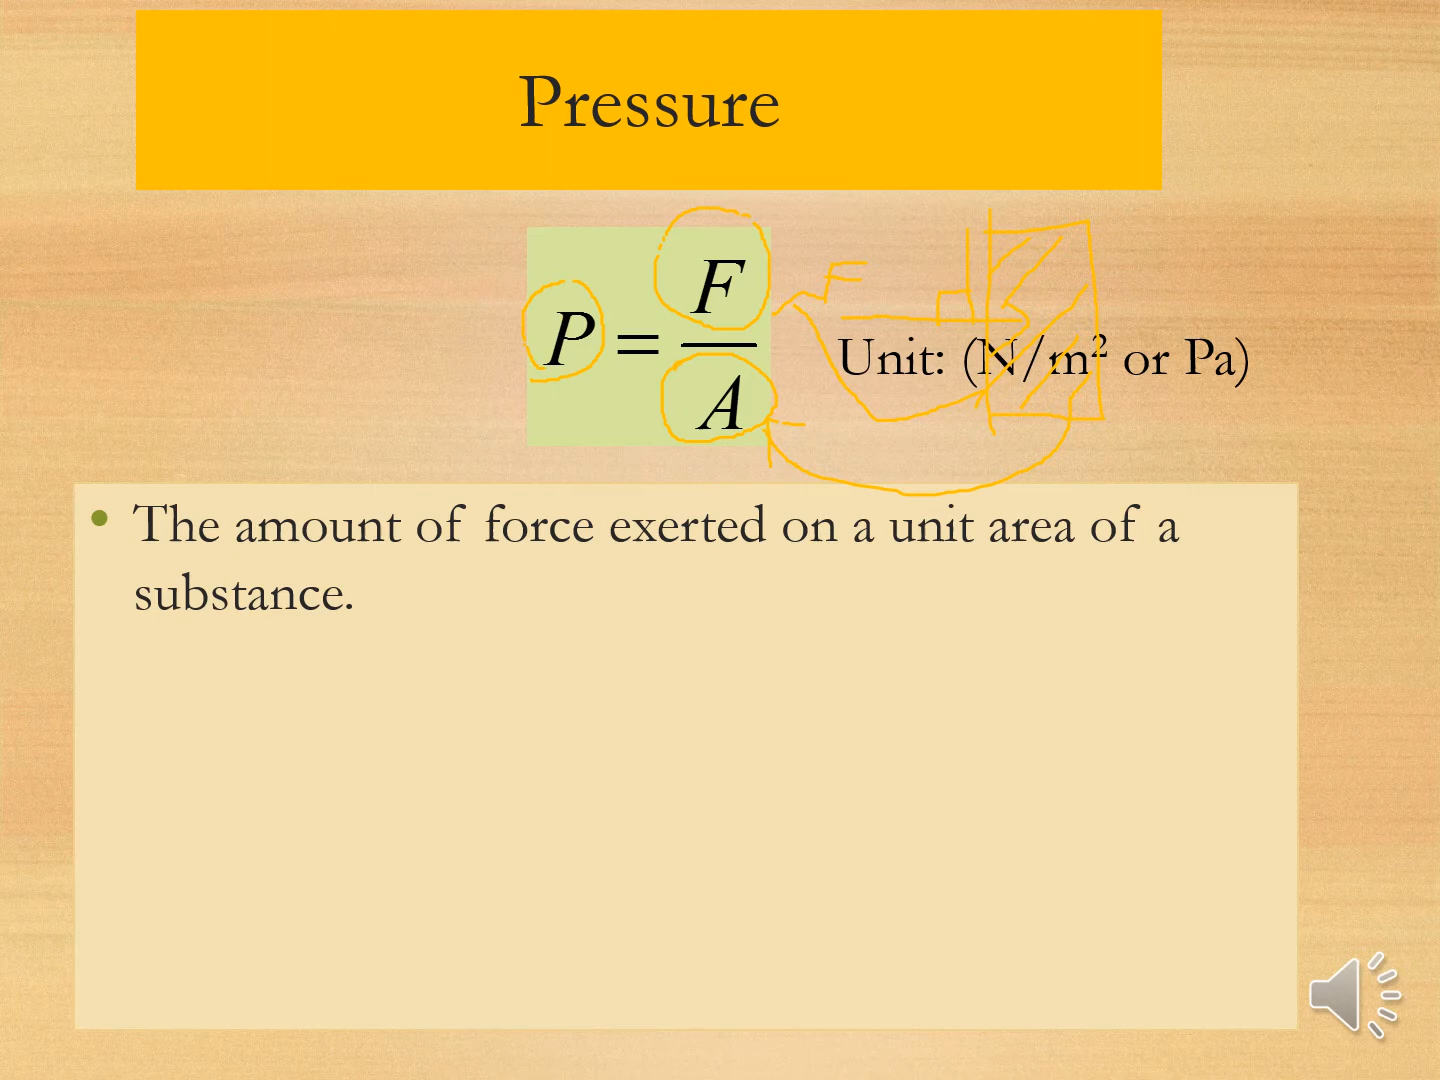 Pressure
P = F/A
F
Unit: (N/m² or Pa)
• The amount of force exerted on a unit area of a
substance.